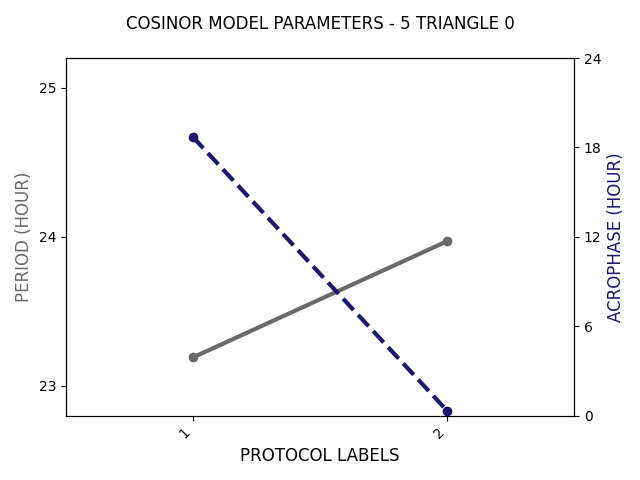 COSINOR MODEL PARAMETERS - 5 TRIANGLE 0
PERIOD (HOUR)
25
24
23
24
18
12
6
0
ACROPHASE (HOUR)
1
2
PROTOCOL LABELS